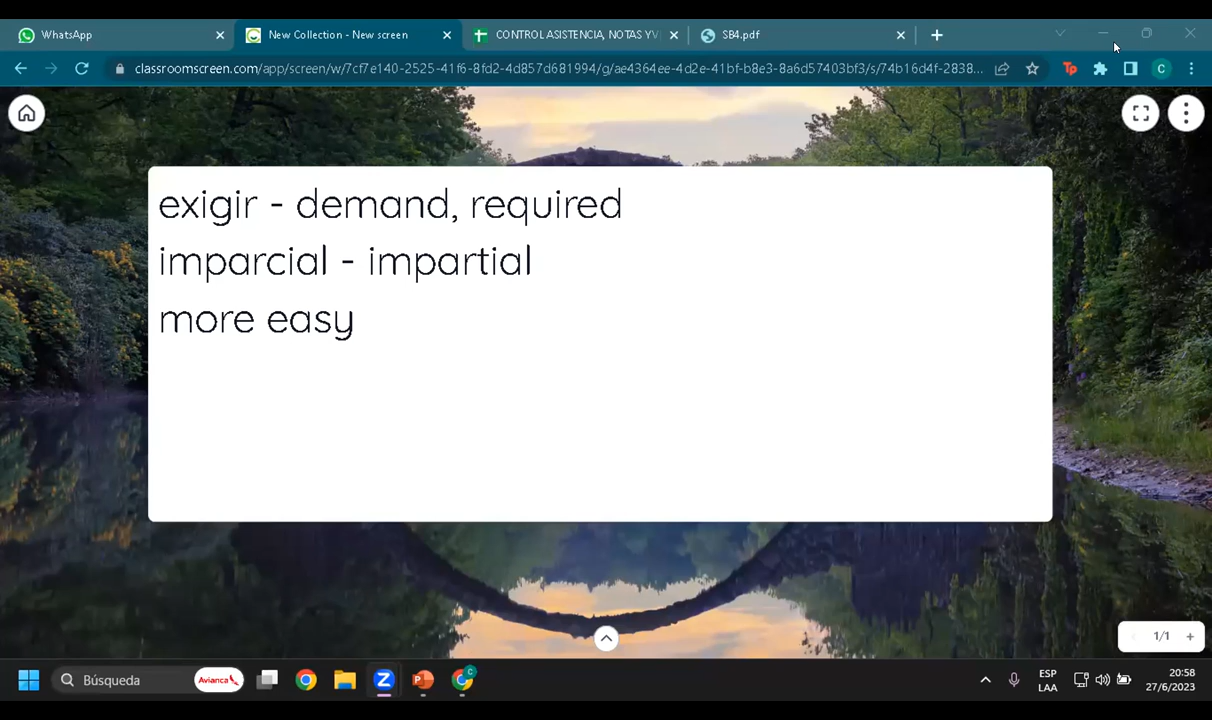 WhatsApp
New Collection - New screen
CONTROL ASISTENCIA, NOTAS Y
SB4.pdf
classroomscreen.com/app/screen/w/7cf7e140-2525-41f6-8fd2-4d857d681994/g/ae4364ee-4d2e-41bf-b8e3-8a6d57403bf3/s/74b16d4f-2838...
exigir - demand, required
imparcial - impartial
more easy
1/1
Búsqueda
Avianca
ESP
LAA
20:58
27/6/2023